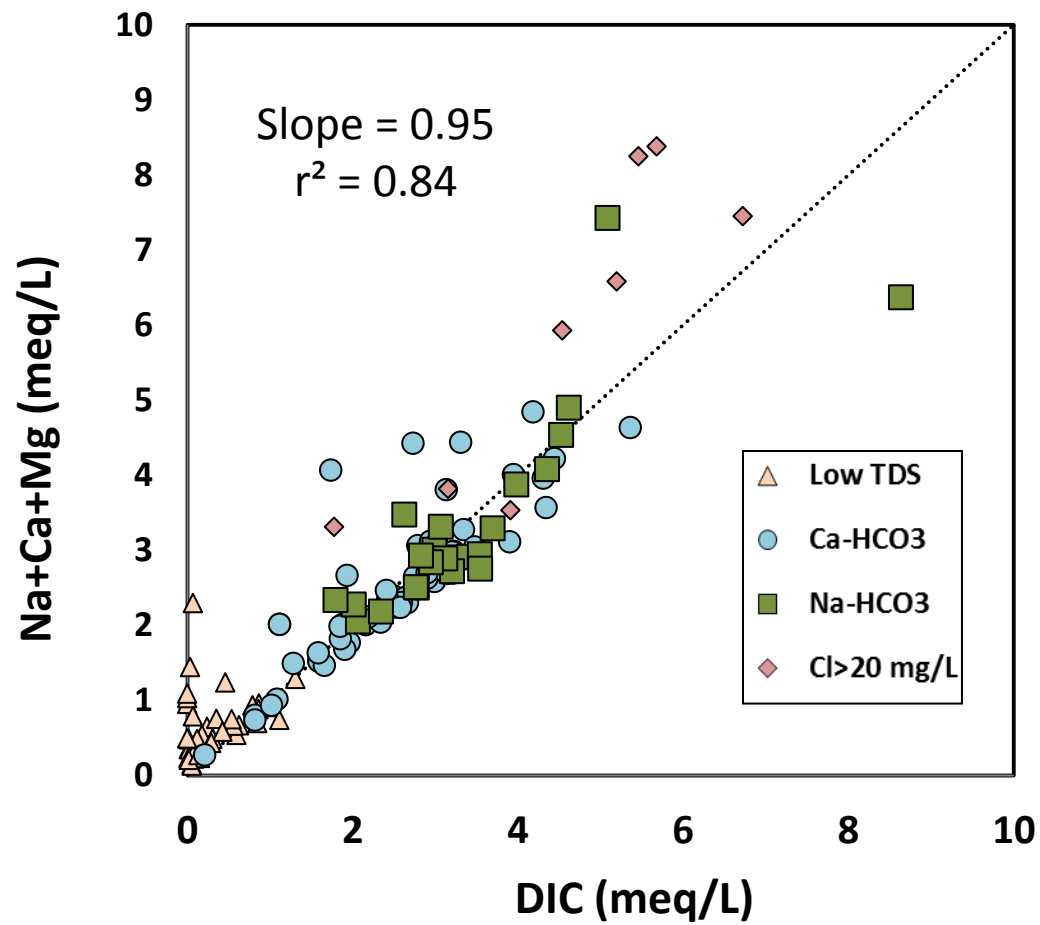 Slope = 0.95
r² = 0.84
Na+Ca+Mg (meq/L)
10
9
8
7
6
5
4
3
2
1
0
Low TDS
Ca-HCO3
Na-HCO3
Cl>20 mg/L
0 2 4 6 8 10
DIC (meq/L)